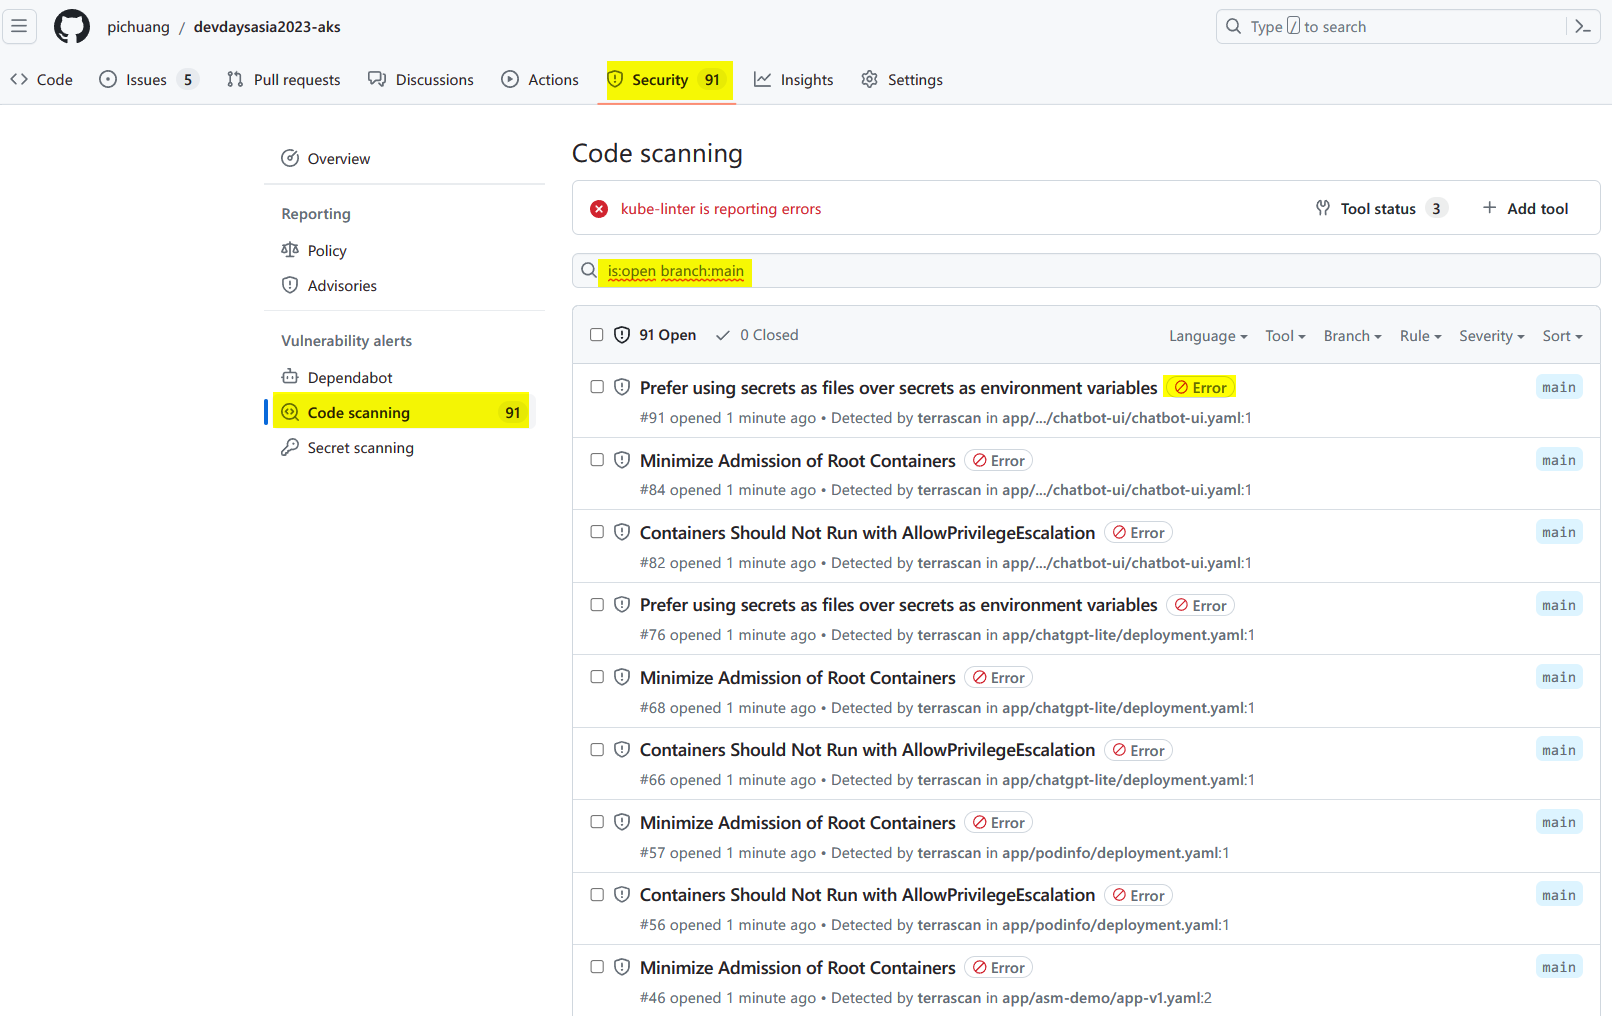 pichuang / devdaysasia2023-aks
Type / to search
Code Issues 5 Pull requests Discussions Actions Security 91 Insights Settings
Overview
Reporting
Policy
Advisories
Vulnerability alerts
Dependabot
Code scanning 91
Secret scanning
Code scanning
kube-linter is reporting errors Tool status 3 Add tool
is:open branch:main
91 Open 0 Closed Language Tool Branch Rule Severity Sort
Prefer using secrets as files over secrets as environment variables Error main
#91 opened 1 minute ago • Detected by terrascan in app/.../chatbot-ui/chatbot-ui.yaml:1
Minimize Admission of Root Containers Error main
#84 opened 1 minute ago • Detected by terrascan in app/.../chatbot-ui/chatbot-ui.yaml:1
Containers Should Not Run with AllowPrivilegeEscalation Error main
#82 opened 1 minute ago • Detected by terrascan in app/.../chatbot-ui/chatbot-ui.yaml:1
Prefer using secrets as files over secrets as environment variables Error main
#76 opened 1 minute ago • Detected by terrascan in app/chatgpt-lite/deployment.yaml:1
Minimize Admission of Root Containers Error main
#68 opened 1 minute ago • Detected by terrascan in app/chatgpt-lite/deployment.yaml:1
Containers Should Not Run with AllowPrivilegeEscalation Error main
#66 opened 1 minute ago • Detected by terrascan in app/chatgpt-lite/deployment.yaml:1
Minimize Admission of Root Containers Error main
#57 opened 1 minute ago • Detected by terrascan in app/podinfo/deployment.yaml:1
Containers Should Not Run with AllowPrivilegeEscalation Error main
#56 opened 1 minute ago • Detected by terrascan in app/podinfo/deployment.yaml:1
Minimize Admission of Root Containers Error main
#46 opened 1 minute ago • Detected by terrascan in app/asm-demo/app-v1.yaml:2